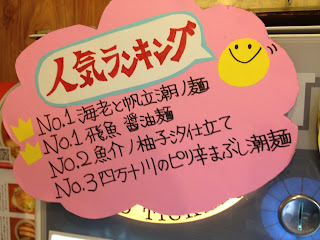 人気ランキング
No.1 海老と帆立潮ノ麺
No.1 飛魚醤油麺
No.2 魚介ノ柚子汐仕立て
No.3 四万十川のピリ辛まぶし潮麺